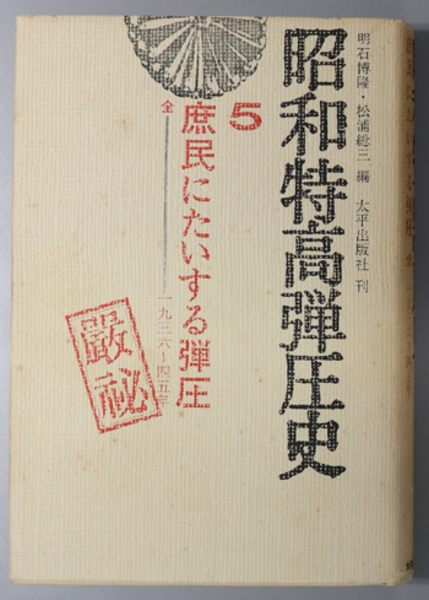 明石博隆・松浦総三 編 太平出版社 刊
昭和特高弾圧史
5
庶民にたいする弾圧
全
一九三六〜四五年
厳秘